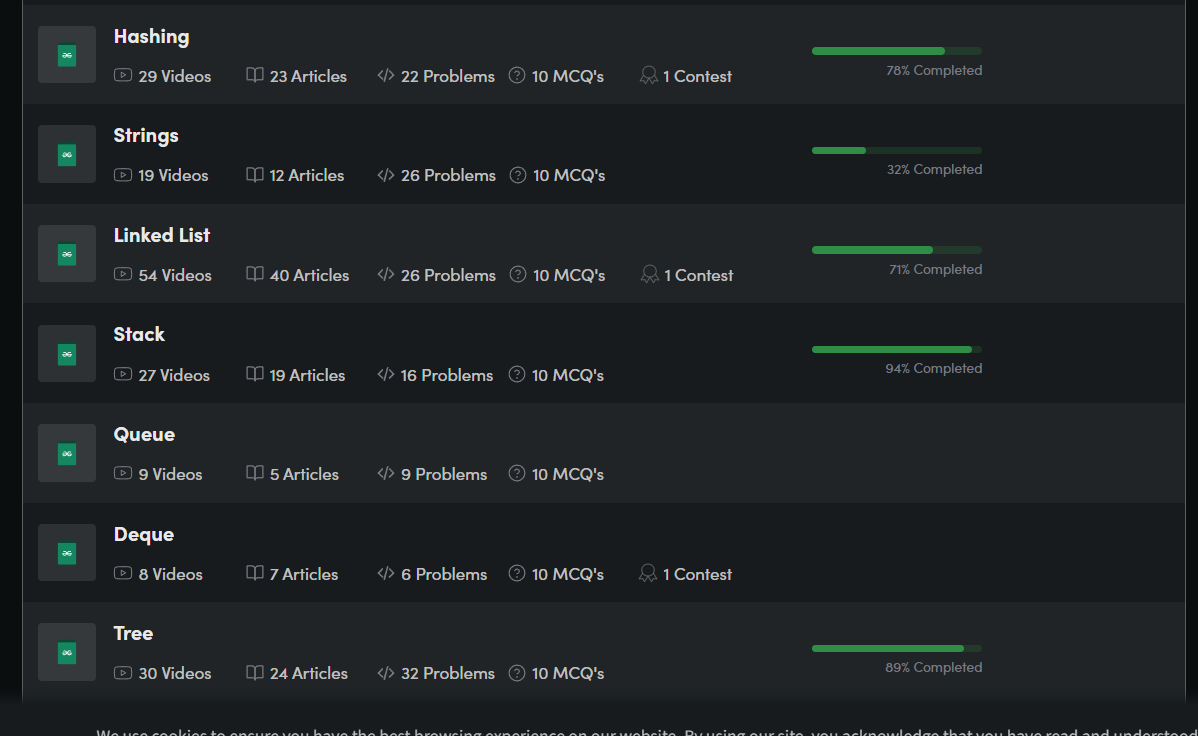 Hashing
29 Videos 23 Articles 22 Problems 10 MCQ's 1 Contest
78% Completed
Strings
19 Videos 12 Articles 26 Problems 10 MCQ's
32% Completed
Linked List
54 Videos 40 Articles 26 Problems 10 MCQ's 1 Contest
71% Completed
Stack
27 Videos 19 Articles 16 Problems 10 MCQ's
94% Completed
Queue
9 Videos 5 Articles 9 Problems 10 MCQ's
Deque
8 Videos 7 Articles 6 Problems 10 MCQ's 1 Contest
Tree
30 Videos 24 Articles 32 Problems 10 MCQ's
89% Completed
We use cookies to ensure you have the best browsing experience on our website. By using our site, you acknowledge that you have read and understood